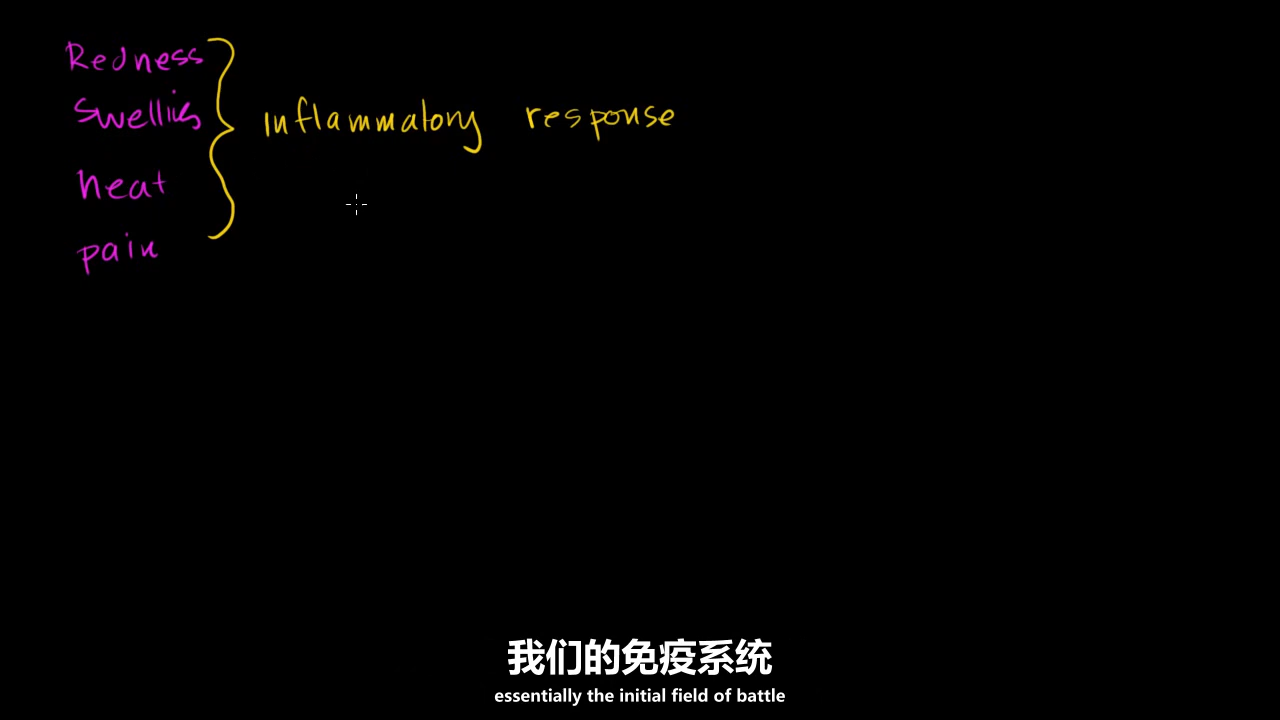 Redness
Swelling
inflammatory response
heat
pain
我们的免疫系统
essentially the initial field of battle